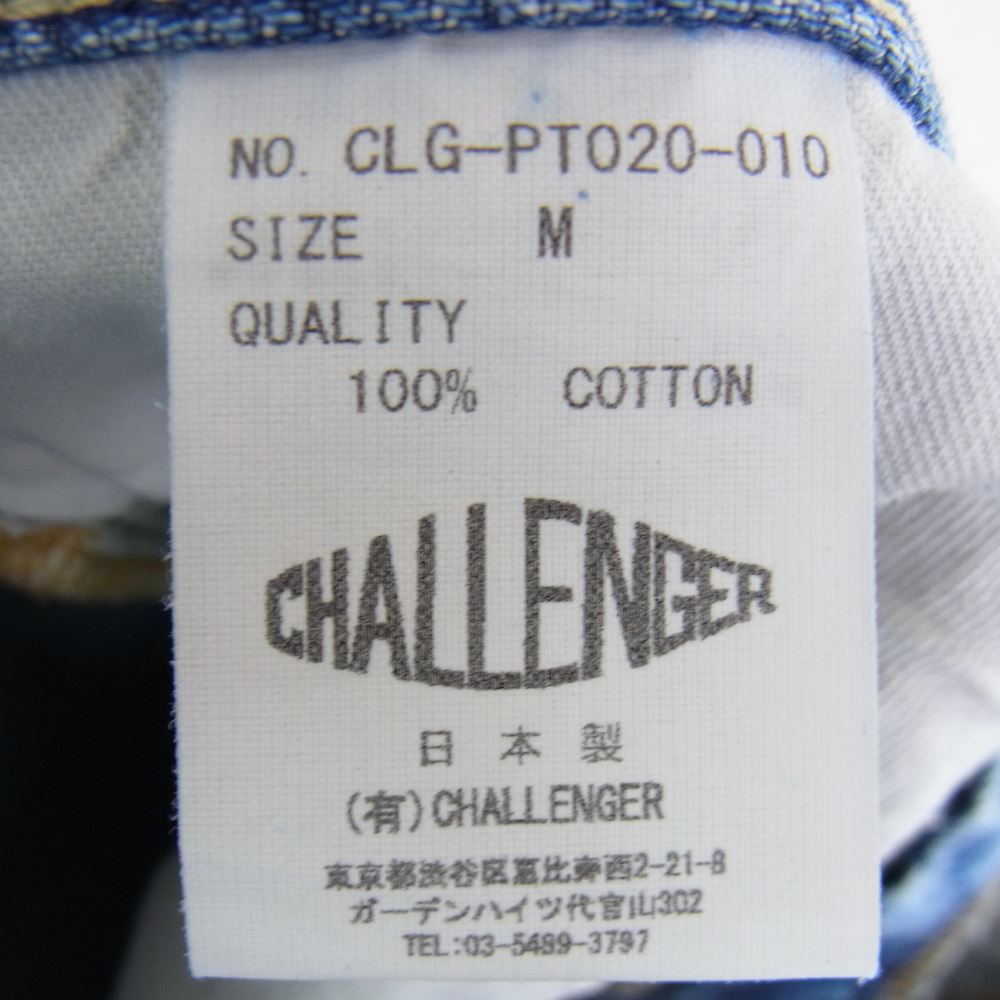 NO. CLG-PT020-010
SIZE M
QUALITY
100% COTTON
CHALLENGER
日本製
(有)CHALLENGER
東京都渋谷区恵比寿西2-21-8
ガーデンハイツ代官山302
TEL:03-5489-3797